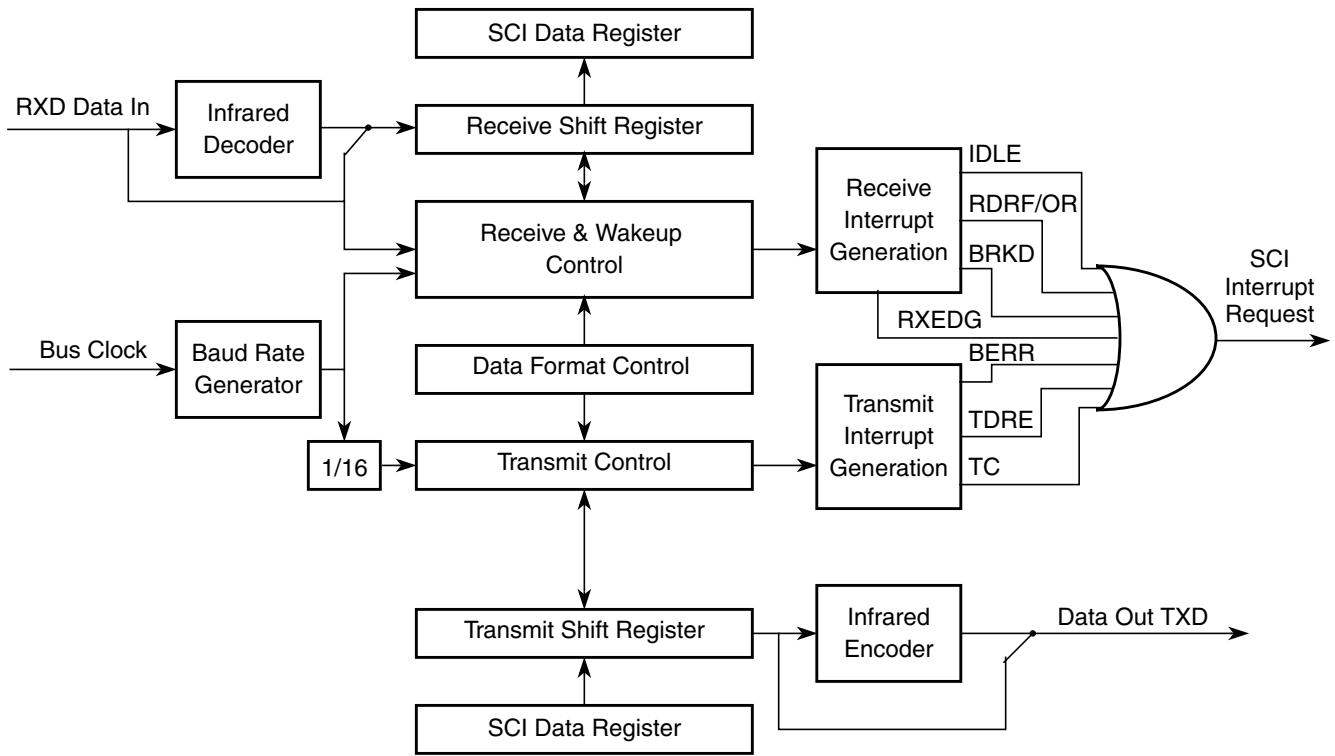 SCI Data Register
RXD Data In
Infrared
Decoder
Receive Shift Register
IDLE
Receive
Interrupt
Generation
RDRF/OR
BRKD
Receive & Wakeup
Control
SCI
Interrupt
Request
RXEDG
Bus Clock
Baud Rate
Generator
Data Format Control
BERR
Transmit
Interrupt
Generation
TDRE
TC
1/16
Transmit Control
Transmit Shift Register
Infrared
Encoder
Data Out TXD
SCI Data Register